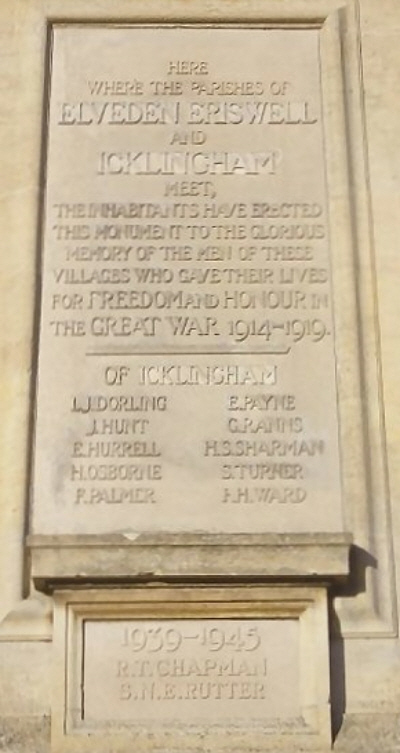 HERE
WHERE THE PARISHES OF
ELVEDEN ERISWELL
AND
ICKLINGHAM
MEET,
THE INHABITANTS HAVE ERECTED
THIS MONUMENT TO THE GLORIOUS
MEMORY OF THE MEN OF THESE
VILLAGES WHO GAVE THEIR LIVES
FOR FREEDOM AND HONOUR IN
THE GREAT WAR 1914-1919.
OF ICKLINGHAM
L.J.DORLING E.PAYNE
J.HUNT G.RANNS
E.HURRELL H.S.SHARMAN
H.OSBORNE S.TURNER
F.PALMER F.H.WARD
1939-1945
R.T.CHAPMAN
S.N.E.RUTTER